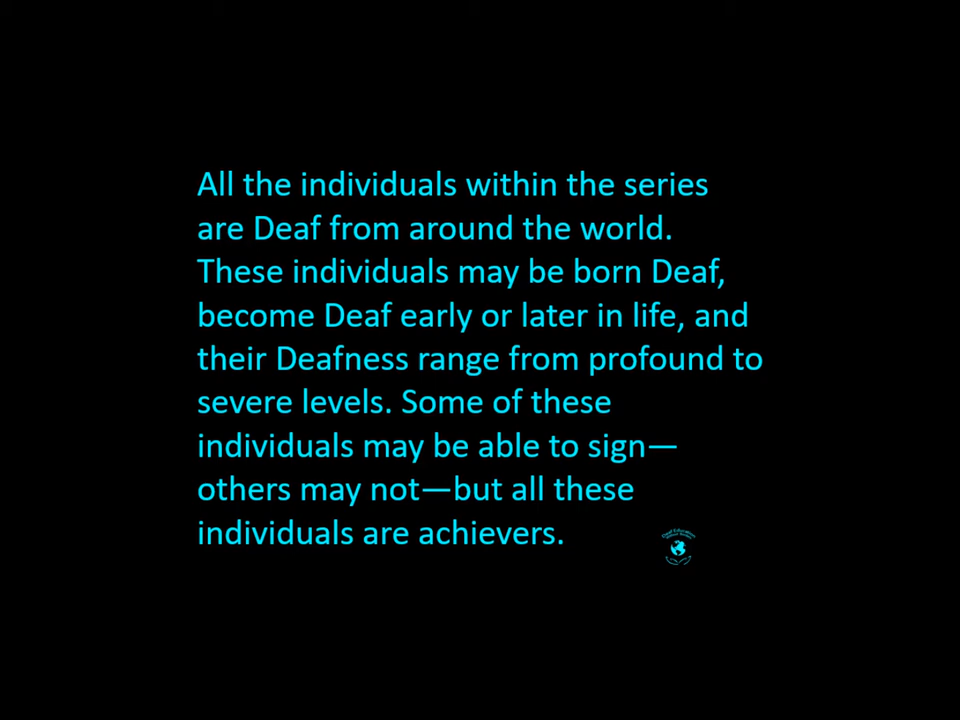 All the individuals within the series
are Deaf from around the world.
These individuals may be born Deaf,
become Deaf early or later in life, and
their Deafness range from profound to
severe levels. Some of these
individuals may be able to sign—
others may not—but all these
individuals are achievers.